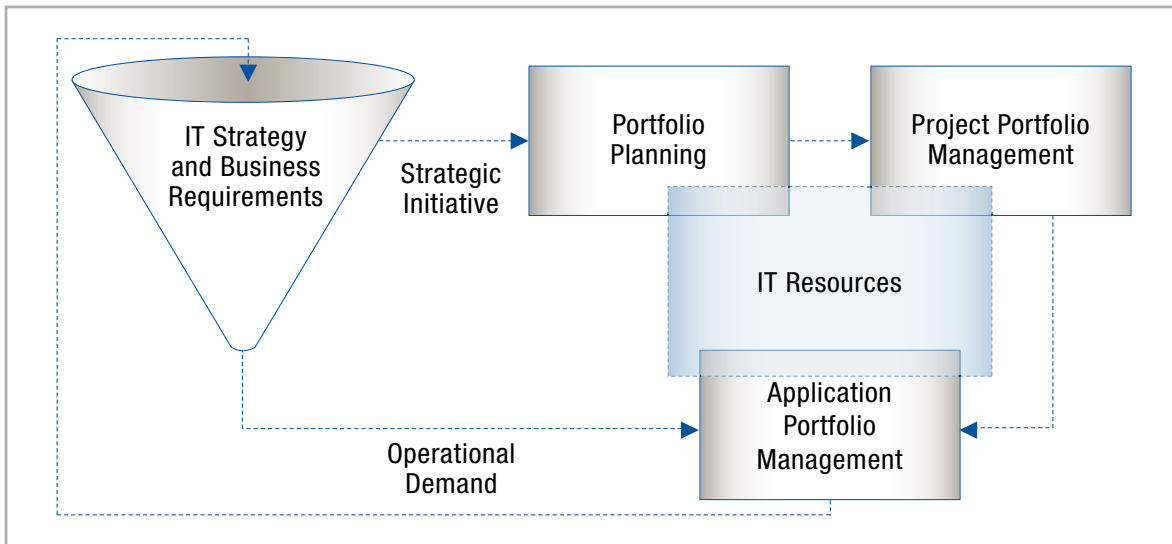 IT Strategy
and Business
Requirements
Strategic
Initiative
Portfolio
Planning
Project Portfolio
Management
IT Resources
Application
Portfolio
Management
Operational
Demand